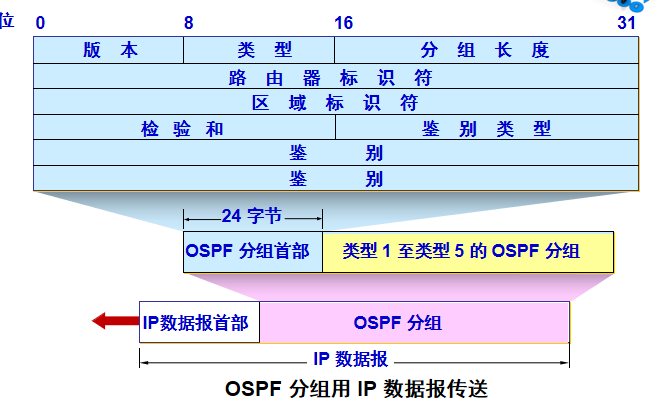 位 0 8 16 31
版 本 类 型 分 组 长 度
路 由 器 标 识 符
区 域 标 识 符
检 验 和 鉴 别 类 型
鉴 别
鉴 别
24 字节
OSPF 分组首部 类型 1 至类型 5 的 OSPF 分组
IP数据报首部 OSPF 分组
IP 数据报
OSPF 分组用 IP 数据报传送